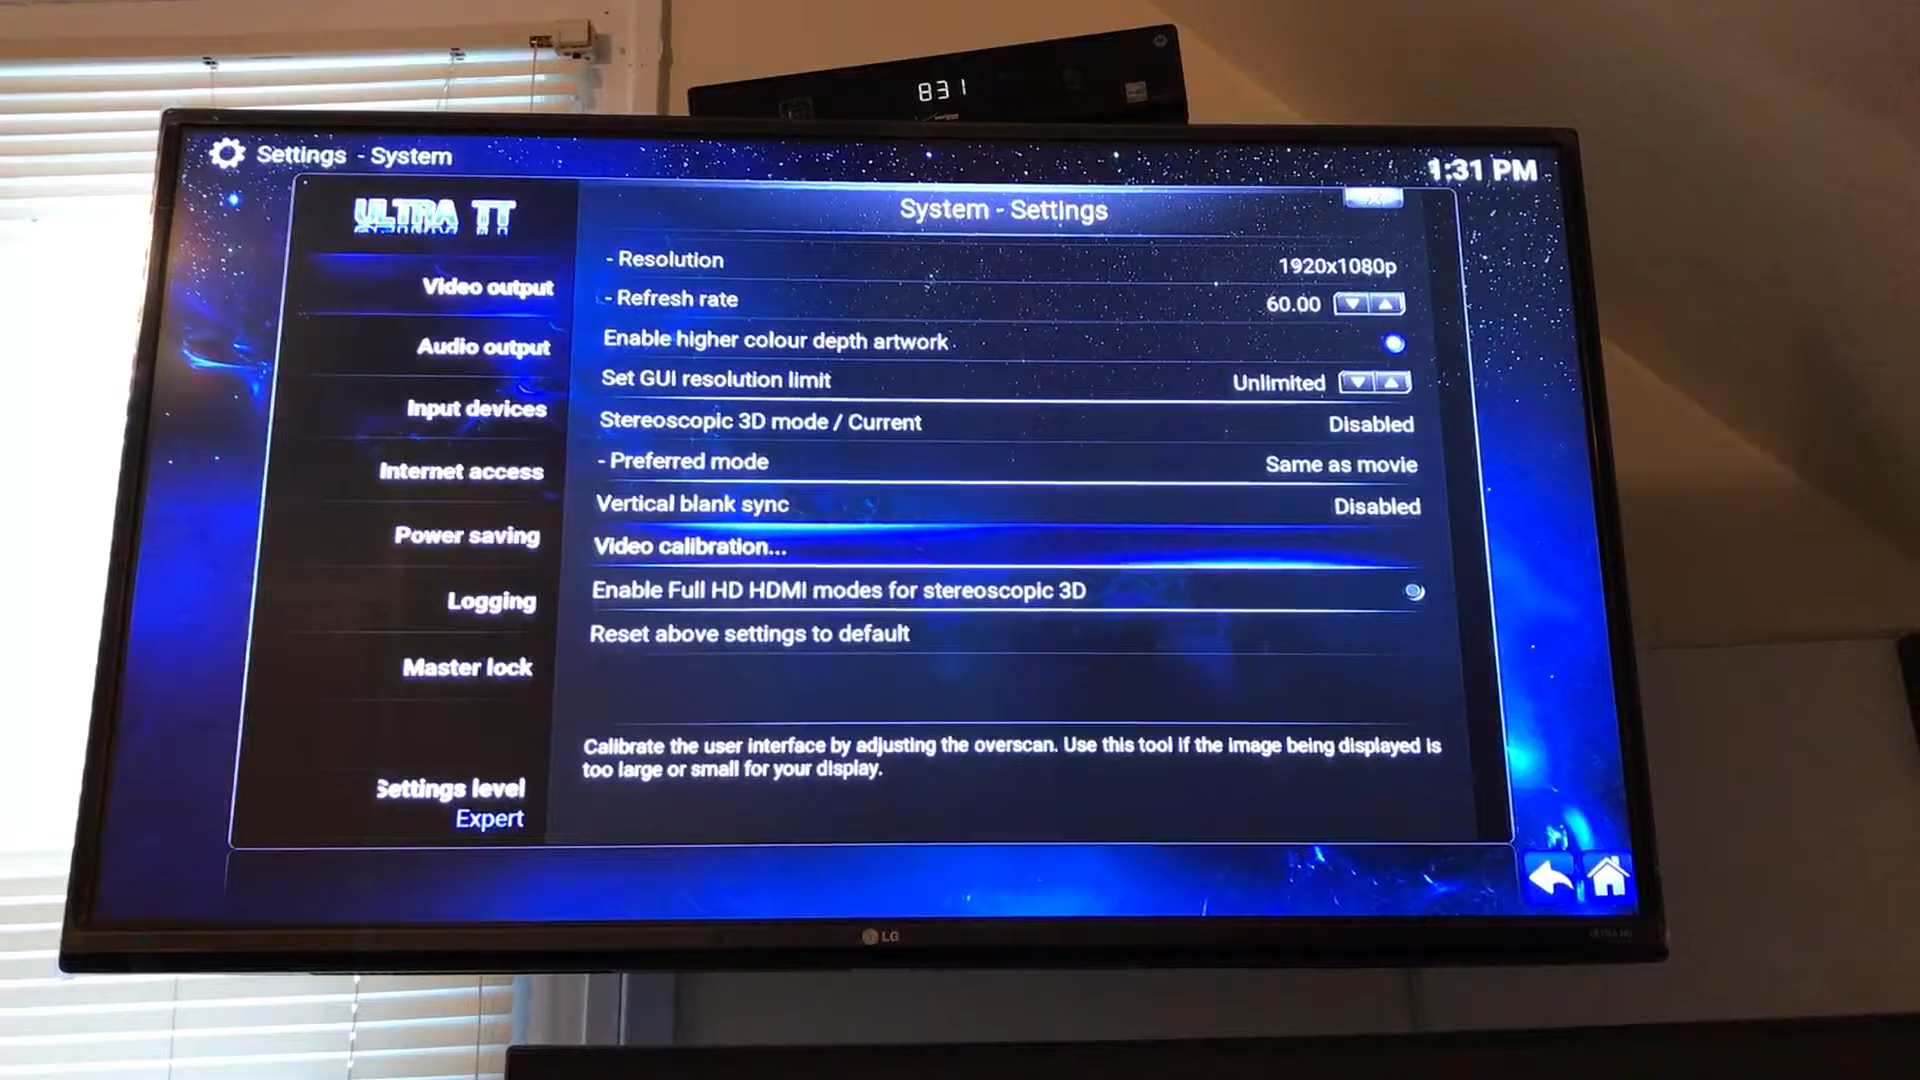 831
verizon
Settings - System
1:31 PM
ULTRA TT
System - Settings
Video output
Audio output
Input devices
Internet access
Power saving
Logging
Master lock
Settings level
Expert
- Resolution 1920x1080p
- Refresh rate 60.00
Enable higher colour depth artwork
Set GUI resolution limit Unlimited
Stereoscopic 3D mode / Current Disabled
- Preferred mode Same as movie
Vertical blank sync Disabled
Video calibration...
Enable Full HD HDMI modes for stereoscopic 3D
Reset above settings to default
Calibrate the user interface by adjusting the overscan. Use this tool if the image being displayed is
too large or small for your display.
LG
ULTRA HD